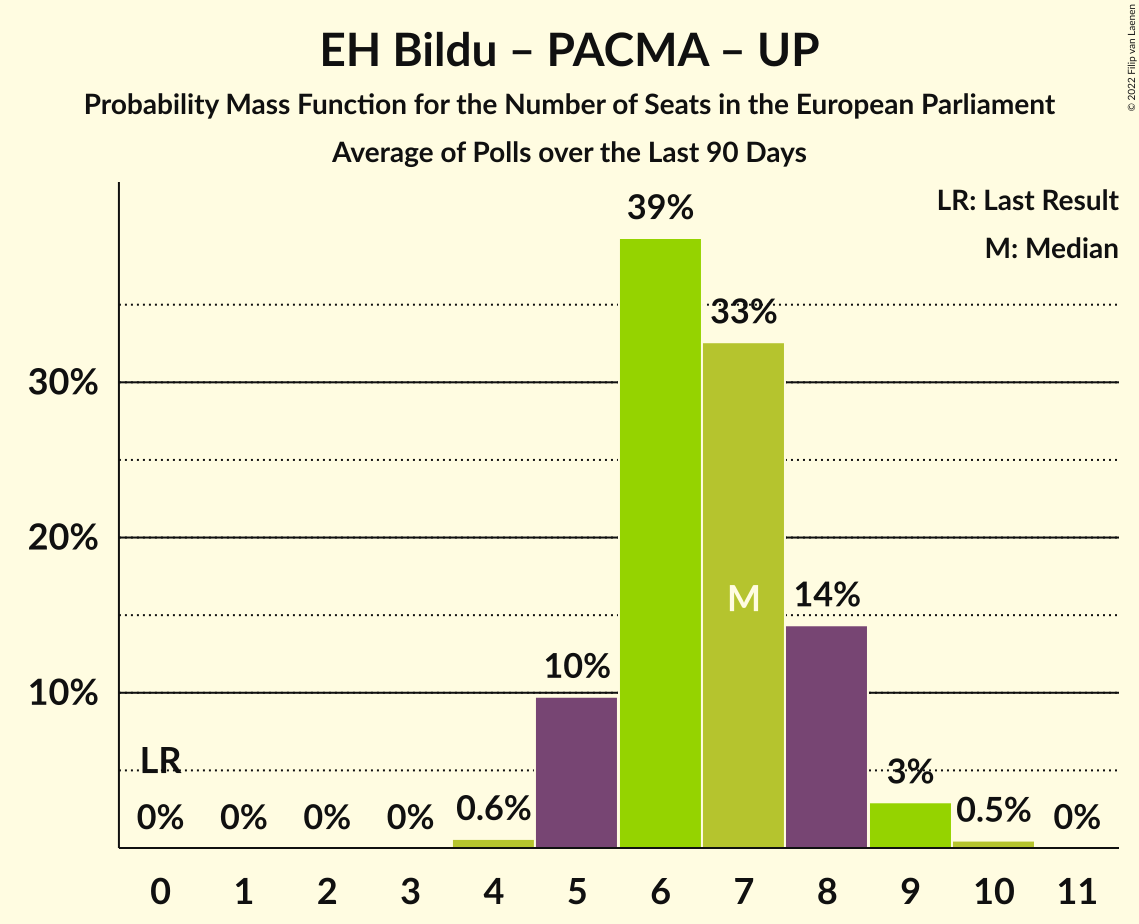 EH Bildu – PACMA – UP
Probability Mass Function for the Number of Seats in the European Parliament
Average of Polls over the Last 90 Days
© 2022 Filip van Laenen
LR: Last Result
M: Median
39%
33%
30%
20%
M
14%
10%
10%
LR
3%
0%
0%
0%
0%
0.6%
0.5%
0%
0 1 2 3 4 5 6 7 8 9 10 11